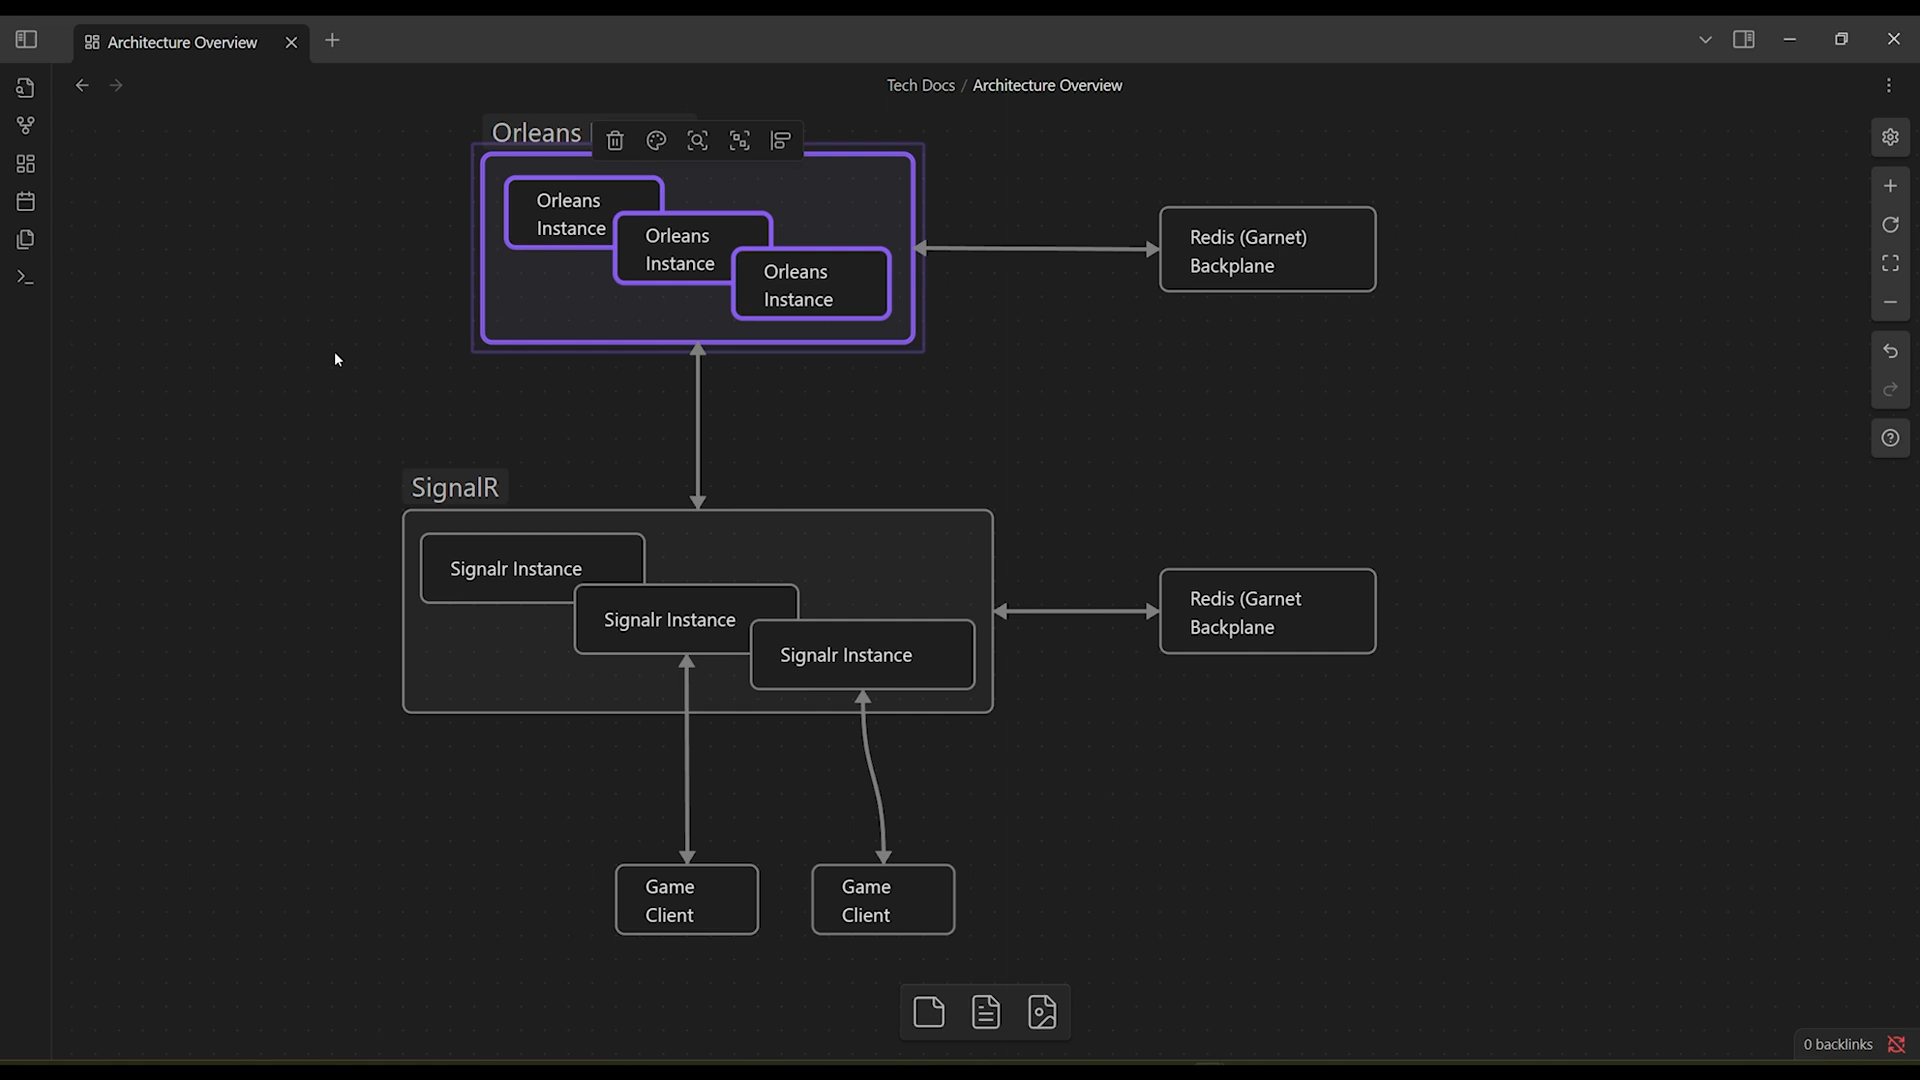 Architecture Overview
Tech Docs / Architecture Overview
Orleans
Orleans
Instance
Orleans
Instance
Orleans
Instance
Redis (Garnet)
Backplane
SignalR
Signalr Instance
Signalr Instance
Signalr Instance
Redis (Garnet
Backplane
Game
Client
Game
Client
0 backlinks